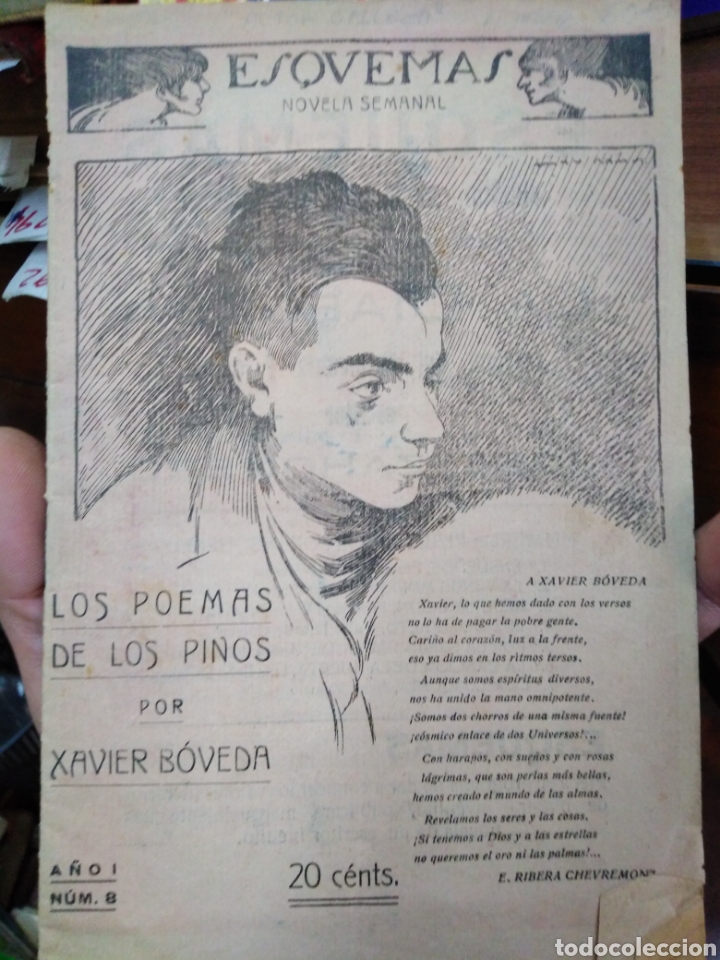 ESQVEMAS
NOVELA SEMANAL
LOS POEMAS
DE LOS PINOS
POR
XAVIER BÓVEDA
A XAVIER BÓVEDA
Xavier, lo que hemos dado con los versos
no lo ha de pagar la pobre gente.
Cariño al corazón, luz a la frente,
eso ya dimos en los ritmos tersos.
Aunque somos espíritus diversos,
nos ha unido la mano omnipotente.
¡Somos dos chorros de una misma fuente!
¡cósmico enlace de dos Universos!...
Con harapos, con sueños y con rosas
lágrimas, que son perlas más bellas,
hemos creado el mundo de las almas.
Revelamos los seres y las cosas.
¡Si tenemos a Dios y a las estrellas
no queremos el oro ni las palmas!...
E. RIBERA CHEVREMONT
AÑO I
NÚM. 8
20 cénts.
todocoleccion